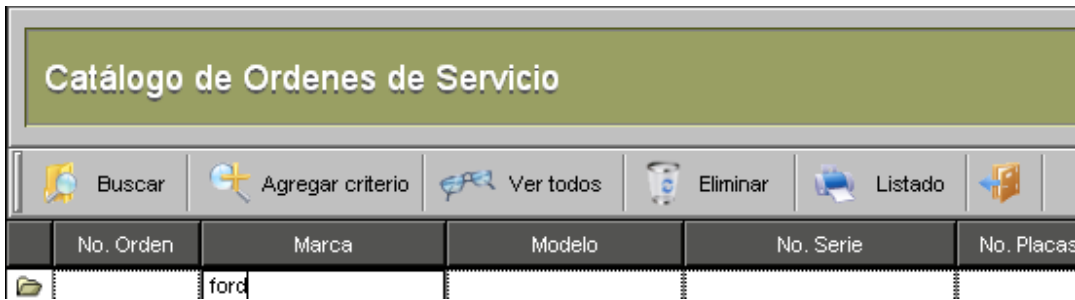 Catálogo de Ordenes de Servicio
Buscar Agregar criterio Ver todos Eliminar Listado
No. Orden Marca Modelo No. Serie No. Placas
ford